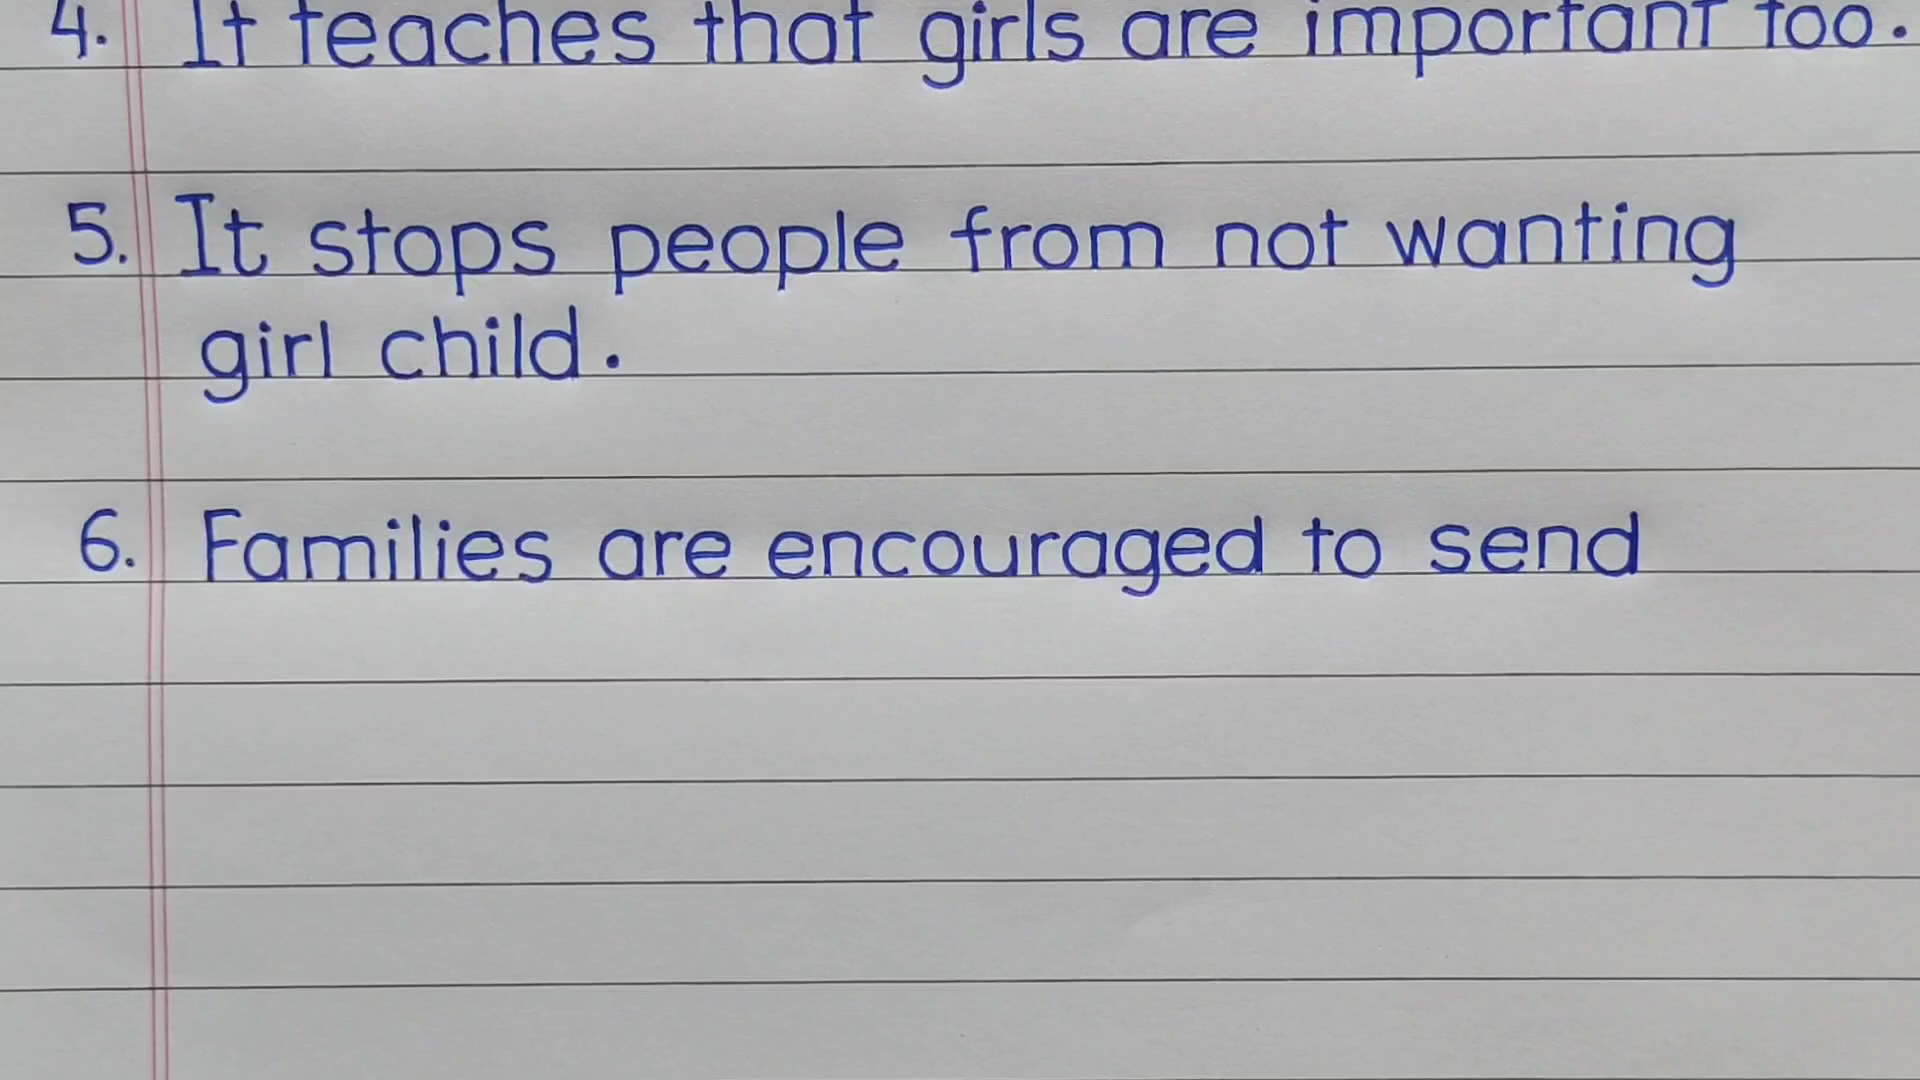 4. It teaches that girls are important too.
5. It stops people from not wanting
girl child.
6. Families are encouraged to send